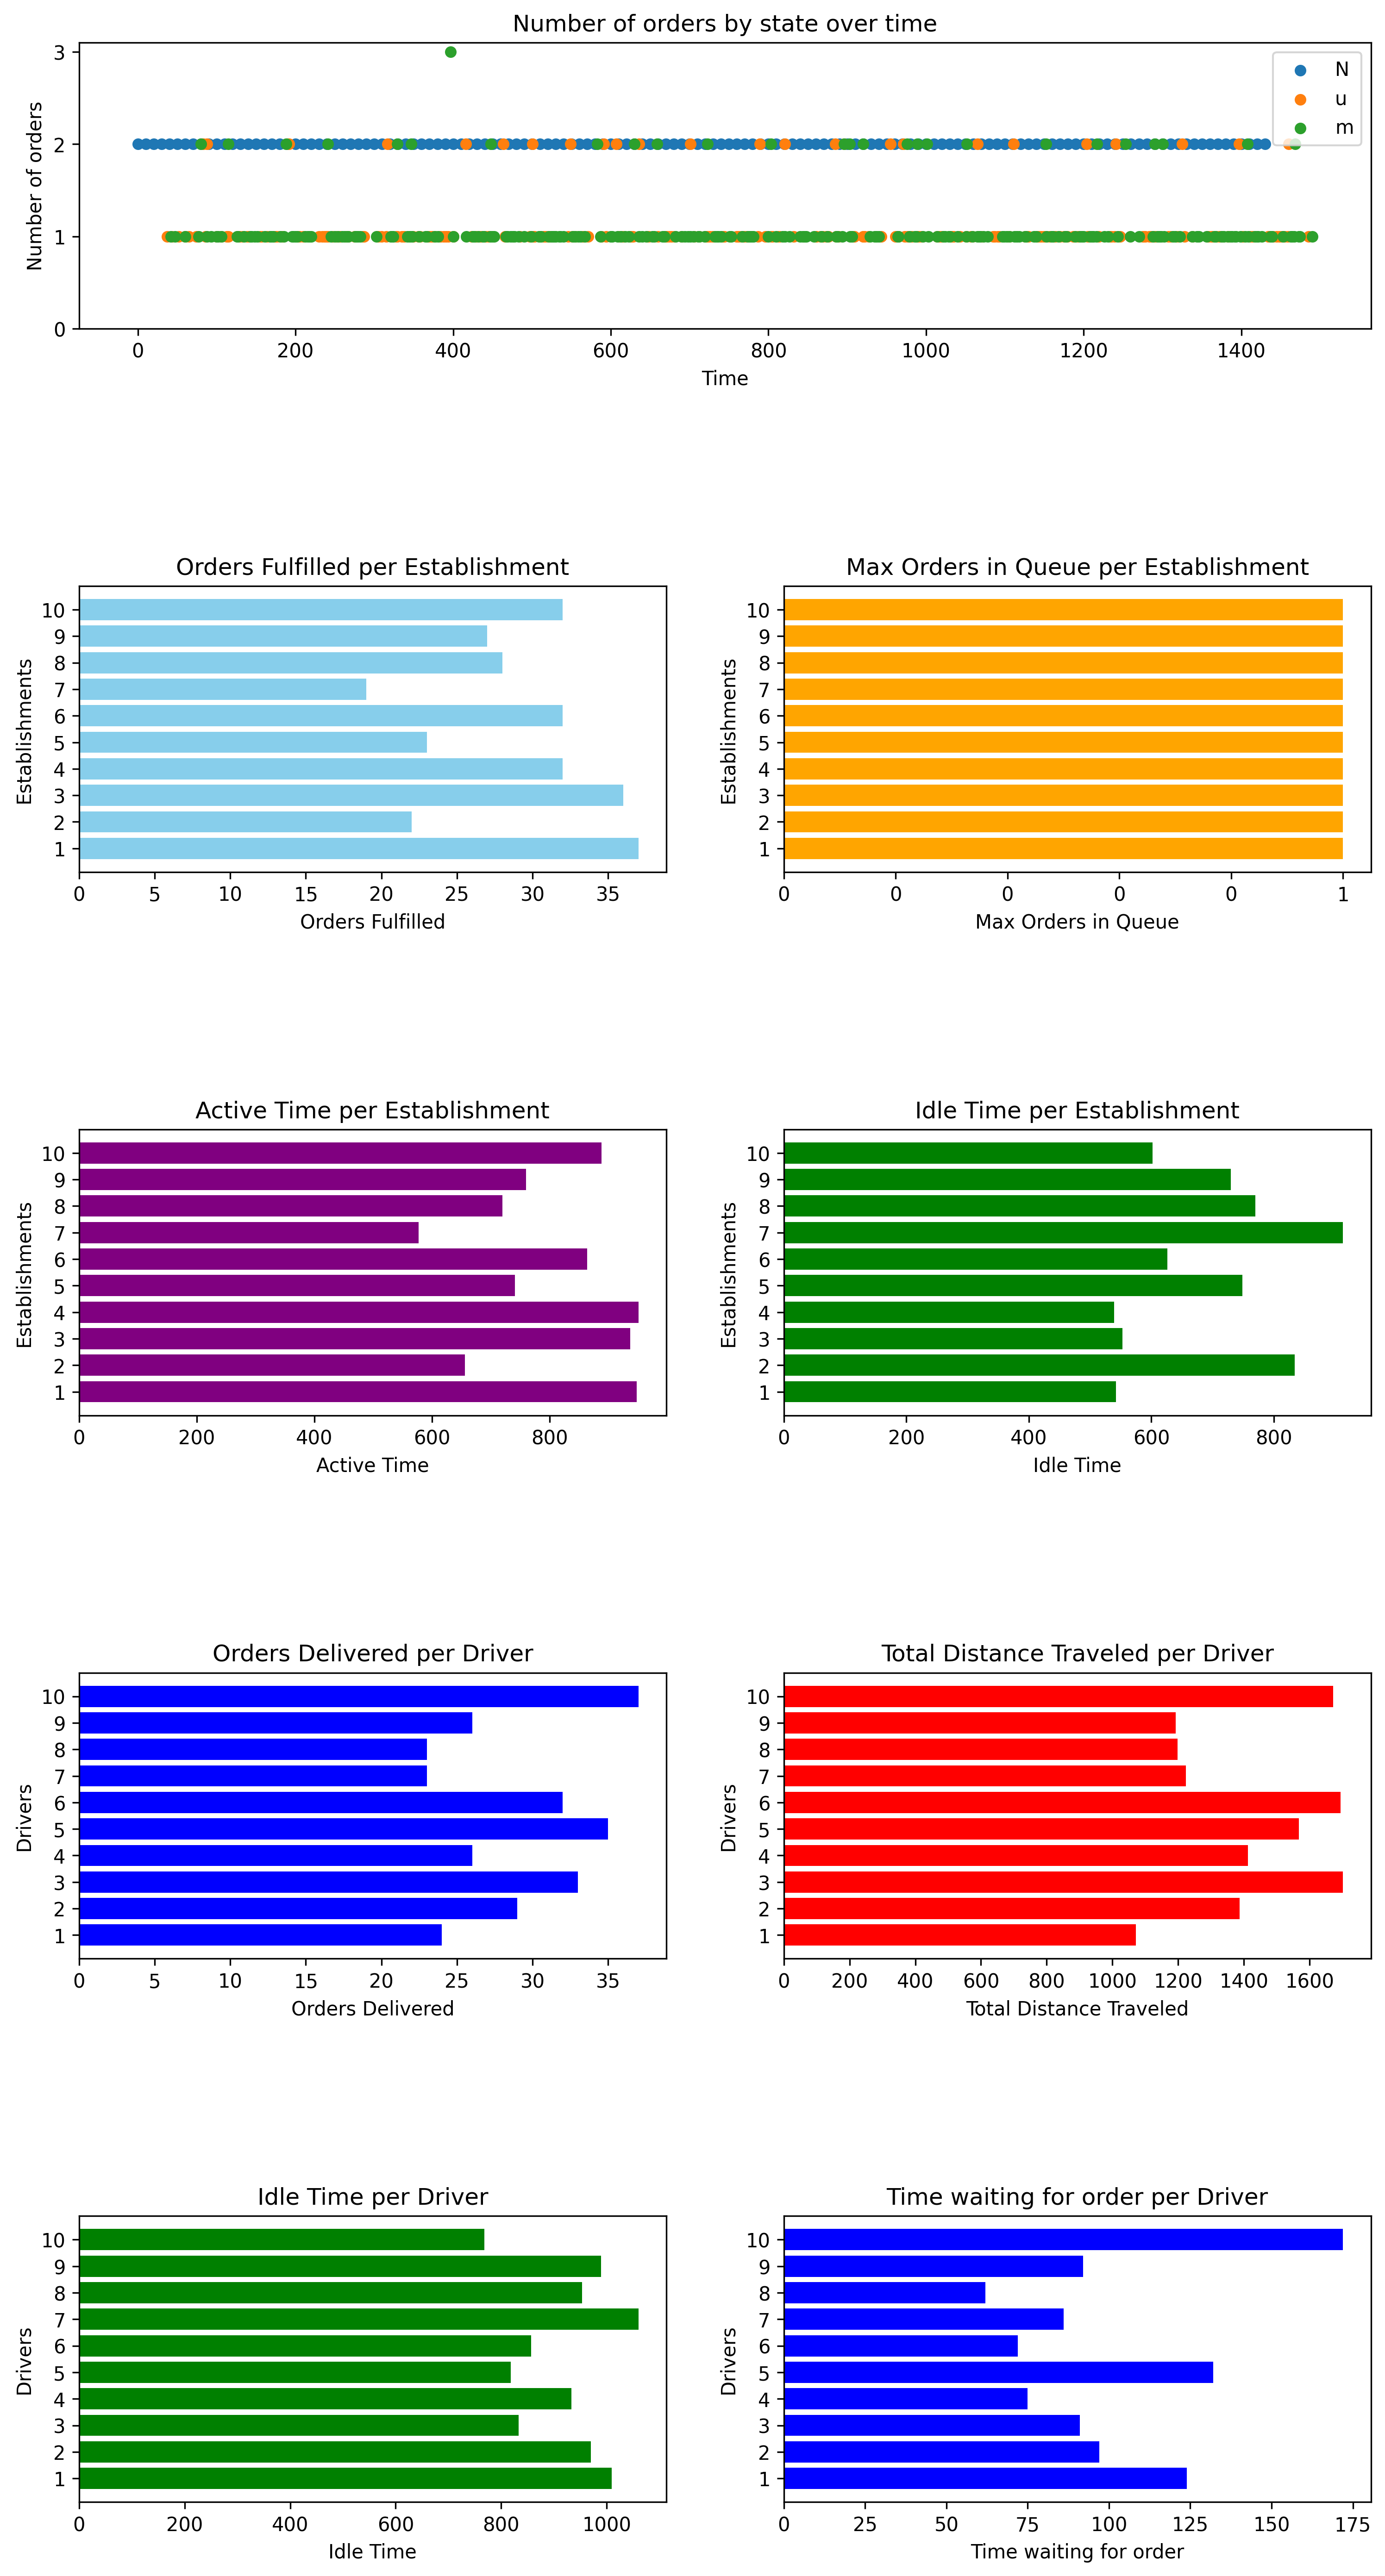 Number of orders by state over time
3
2
1
0
Number of orders
N
u
m
0 200 400 600 800 1000 1200 1400
Time
Orders Fulfilled per Establishment
10
9
8
7
6
5
4
3
2
1
Establishments
0 5 10 15 20 25 30 35
Orders Fulfilled
Max Orders in Queue per Establishment
10
9
8
7
6
5
4
3
2
1
Establishments
0 0 0 0 0 1
Max Orders in Queue
Active Time per Establishment
10
9
8
7
6
5
4
3
2
1
Establishments
0 200 400 600 800
Active Time
Idle Time per Establishment
10
9
8
7
6
5
4
3
2
1
Establishments
0 200 400 600 800
Idle Time
Orders Delivered per Driver
10
9
8
7
6
5
4
3
2
1
Drivers
0 5 10 15 20 25 30 35
Orders Delivered
Total Distance Traveled per Driver
10
9
8
7
6
5
4
3
2
1
Drivers
0 200 400 600 800 1000 1200 1400 1600
Total Distance Traveled
Idle Time per Driver
10
9
8
7
6
5
4
3
2
1
Drivers
0 200 400 600 800 1000
Idle Time
Time waiting for order per Driver
10
9
8
7
6
5
4
3
2
1
Drivers
0 25 50 75 100 125 150 175
Time waiting for order